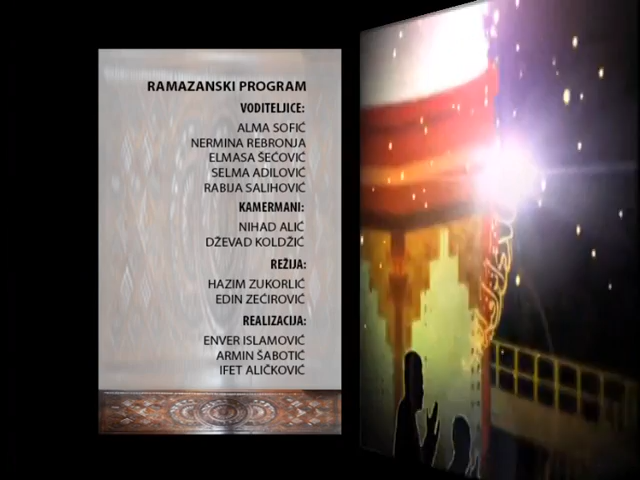 RAMAZANSKI PROGRAM
VODITELJICE:
ALMA SOFIĆ
NERMINA REBRONJA
ELMASA ŠEĆOVIĆ
SELMA ADILOVIĆ
RABIJA SALIHOVIĆ
KAMERMANI:
NIHAD ALIĆ
DŽEVAD KOLDŽIĆ
REŽIJA:
HAZIM ZUKORLIĆ
EDIN ZEĆIROVIĆ
REALIZACIJA:
ENVER ISLAMOVIĆ
ARMIN ŠABOTIĆ
IFET ALIČKOVIĆ